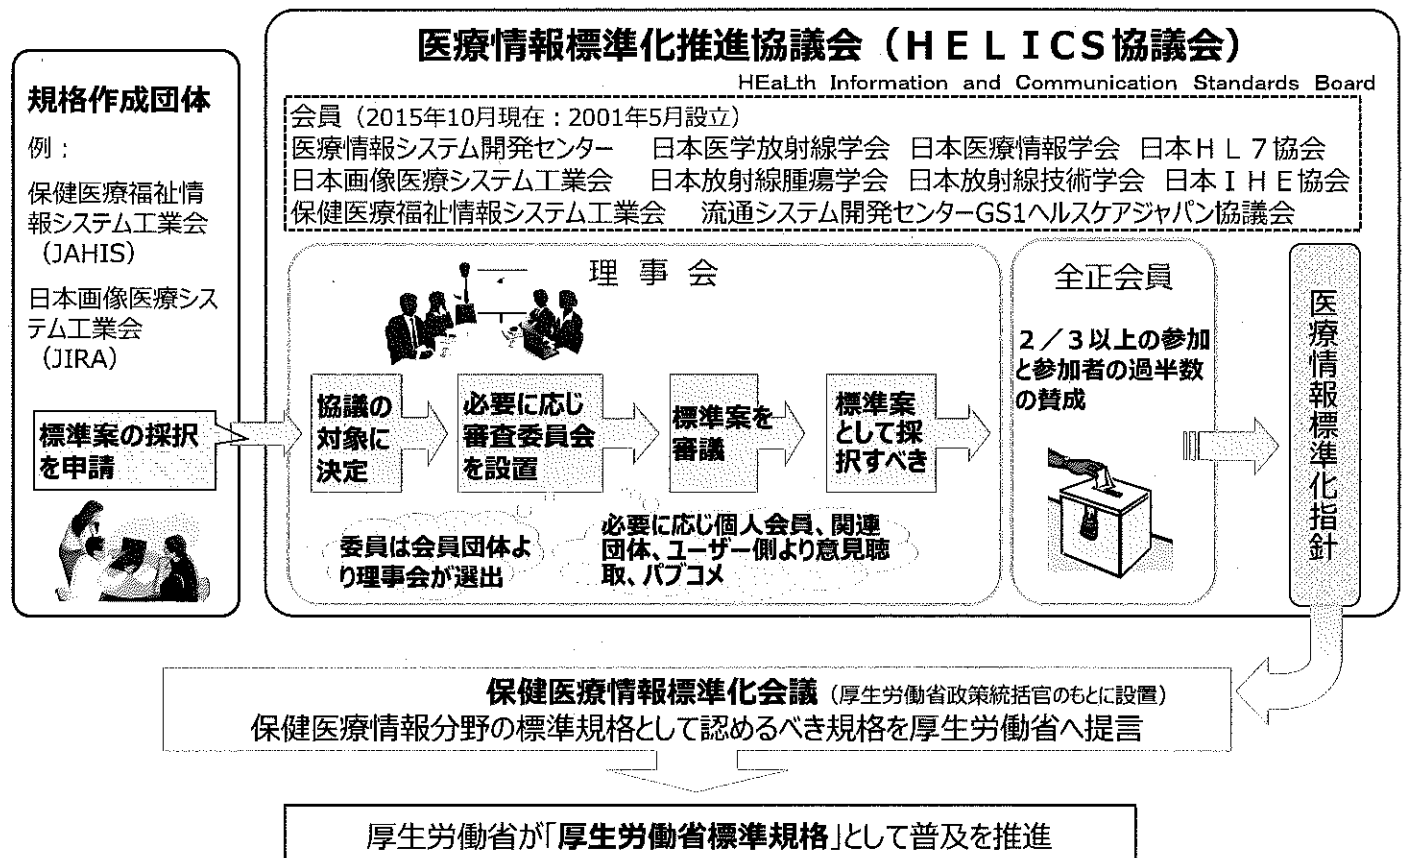 医療情報標準化推進協議会（ＨＥＬＩＣＳ協議会）
HEaLth Information and Communication Standards Board
規格作成団体
例：
保健医療福祉情
報システム工業会
（JAHIS）
日本画像医療シス
テム工業会
（JIRA）
標準案の採択
を申請
会員（2015年10月現在：2001年5月設立）
医療情報システム開発センター　日本医学放射線学会　日本医療情報学会　日本ＨＬ７協会
日本画像医療システム工業会　日本放射線腫瘍学会　日本放射線技術学会　日本ＩＨＥ協会
保健医療福祉情報システム工業会　流通システム開発センターGS1ヘルスケアジャパン協議会
理 事 会
協議の
対象に
決定
必要に応じ
審査委員会
を設置
標準案を
審議
標準案
として採
択すべき
委員は会員団体よ
り理事会が選出
必要に応じ個人会員、関連
団体、ユーザー側より意見聴
取、パブコメ
全正会員
２／３以上の参加
と参加者の過半数
の賛成
医療情報標準化指針
保健医療情報標準化会議（厚生労働省政策統括官のもとに設置）
保健医療情報分野の標準規格として認めるべき規格を厚生労働省へ提言
厚生労働省が「厚生労働省標準規格」として普及を推進